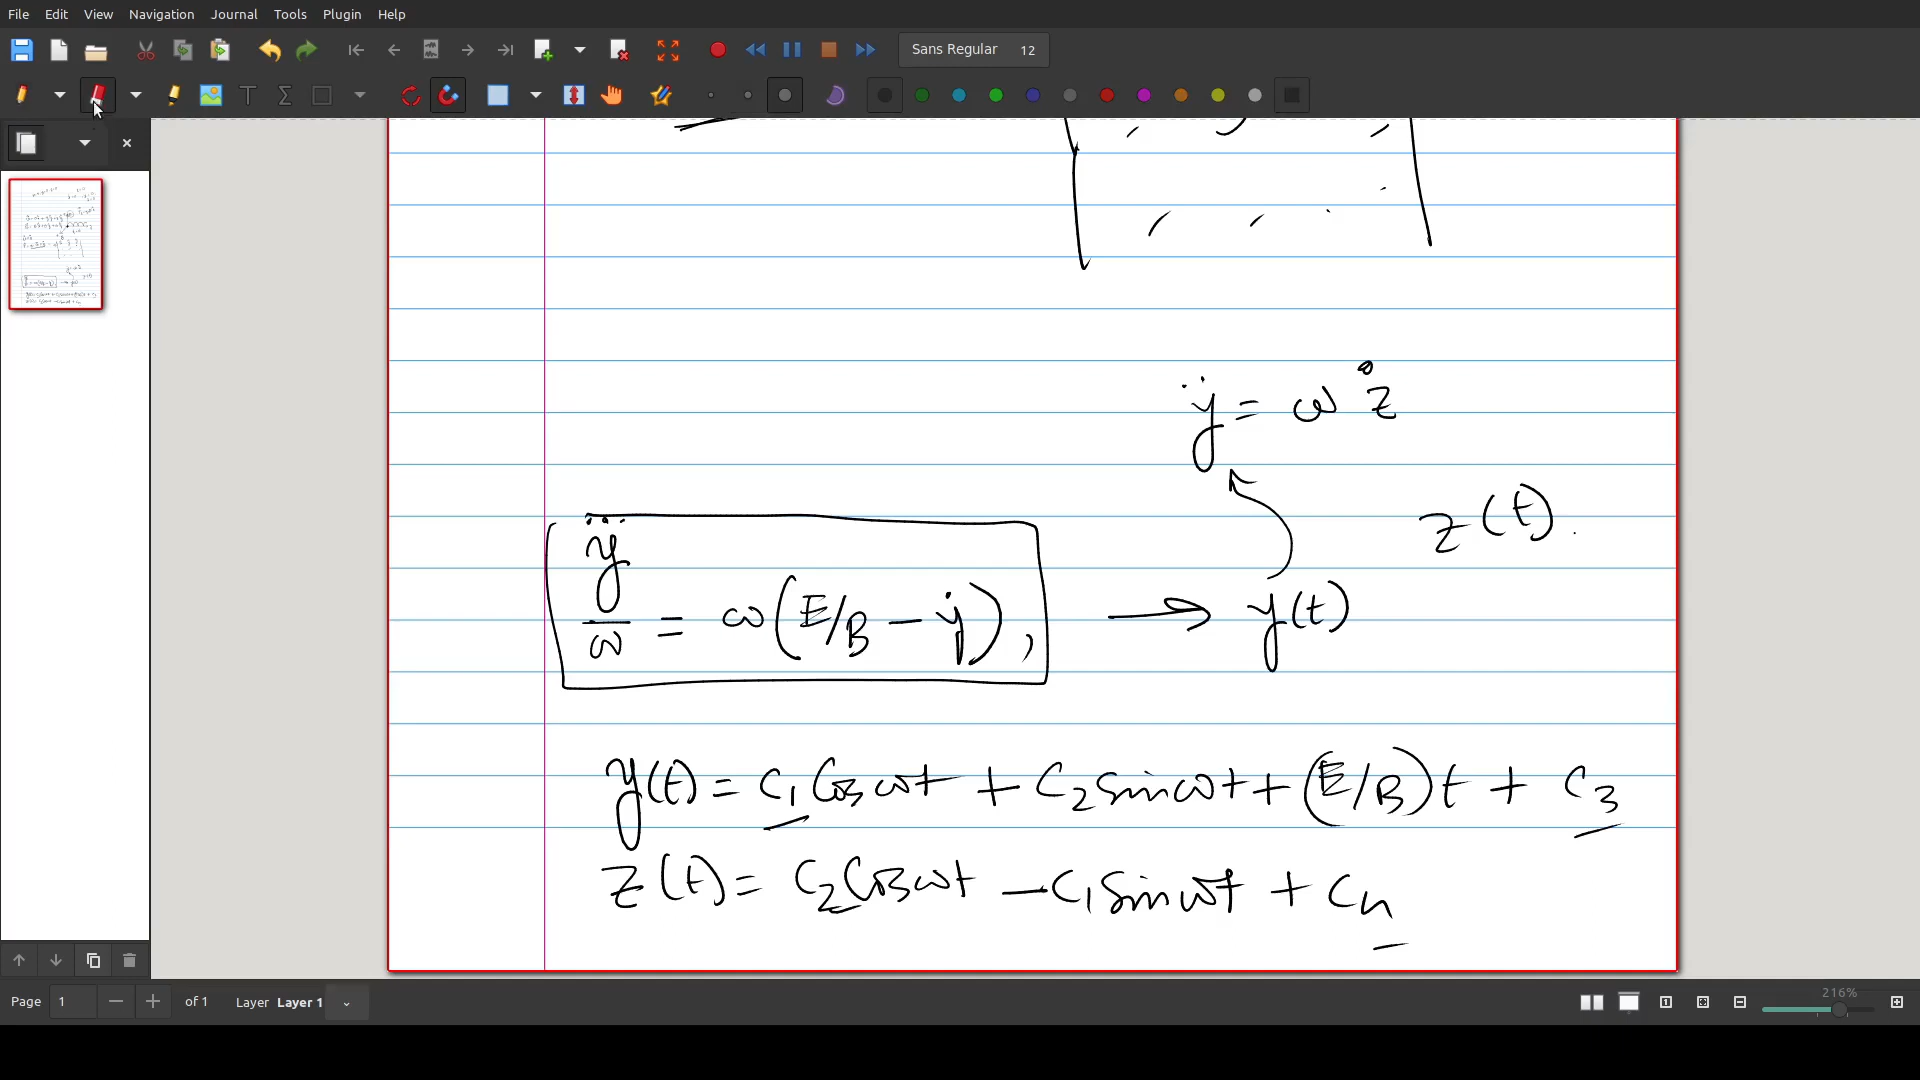 File Edit View Navigation Journal Tools Plugin Help
Sans Regular 12
ÿ = ω ż
z(t).
y⃛/ω = ω(E/B − ẏ), → y(t)
y(t) = C1 Cos ωt + C2 sin ωt + (E/B)t + C3
z(t) = C2 Cos ωt − C1 Sin ωt + C4
Page 1 of 1 Layer Layer 1 216%